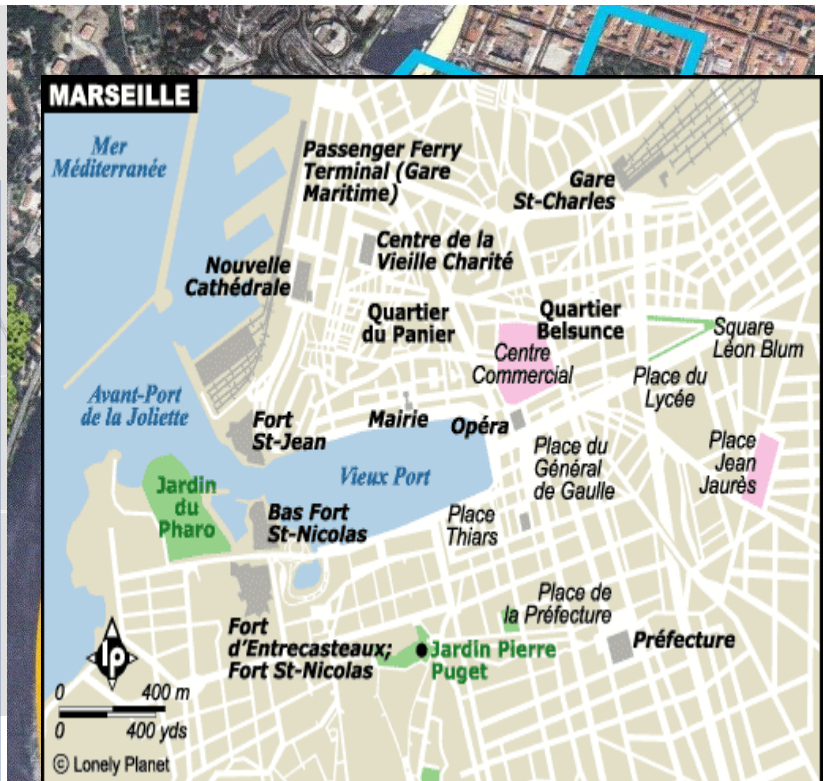 MARSEILLE
Mer
Méditerranée
Passenger Ferry
Terminal (Gare
Maritime)
Gare
St-Charles
Centre de la
Vieille Charité
Nouvelle
Cathédrale
Quartier
du Panier
Quartier
Belsunce
Centre
Commercial
Square
Léon Blum
Place du
Lycée
Avant-Port
de la Joliette
Fort
St-Jean
Mairie
Opéra
Place du
Général
de Gaulle
Place
Jean
Jaurès
Vieux Port
Jardin
du
Pharo
Bas Fort
St-Nicolas
Place
Thiars
Place de
la Préfecture
Fort
d'Entrecasteaux;
Fort St-Nicolas
Jardin Pierre
Puget
Préfecture
lp
0 400 m
0 400 yds
© Lonely Planet